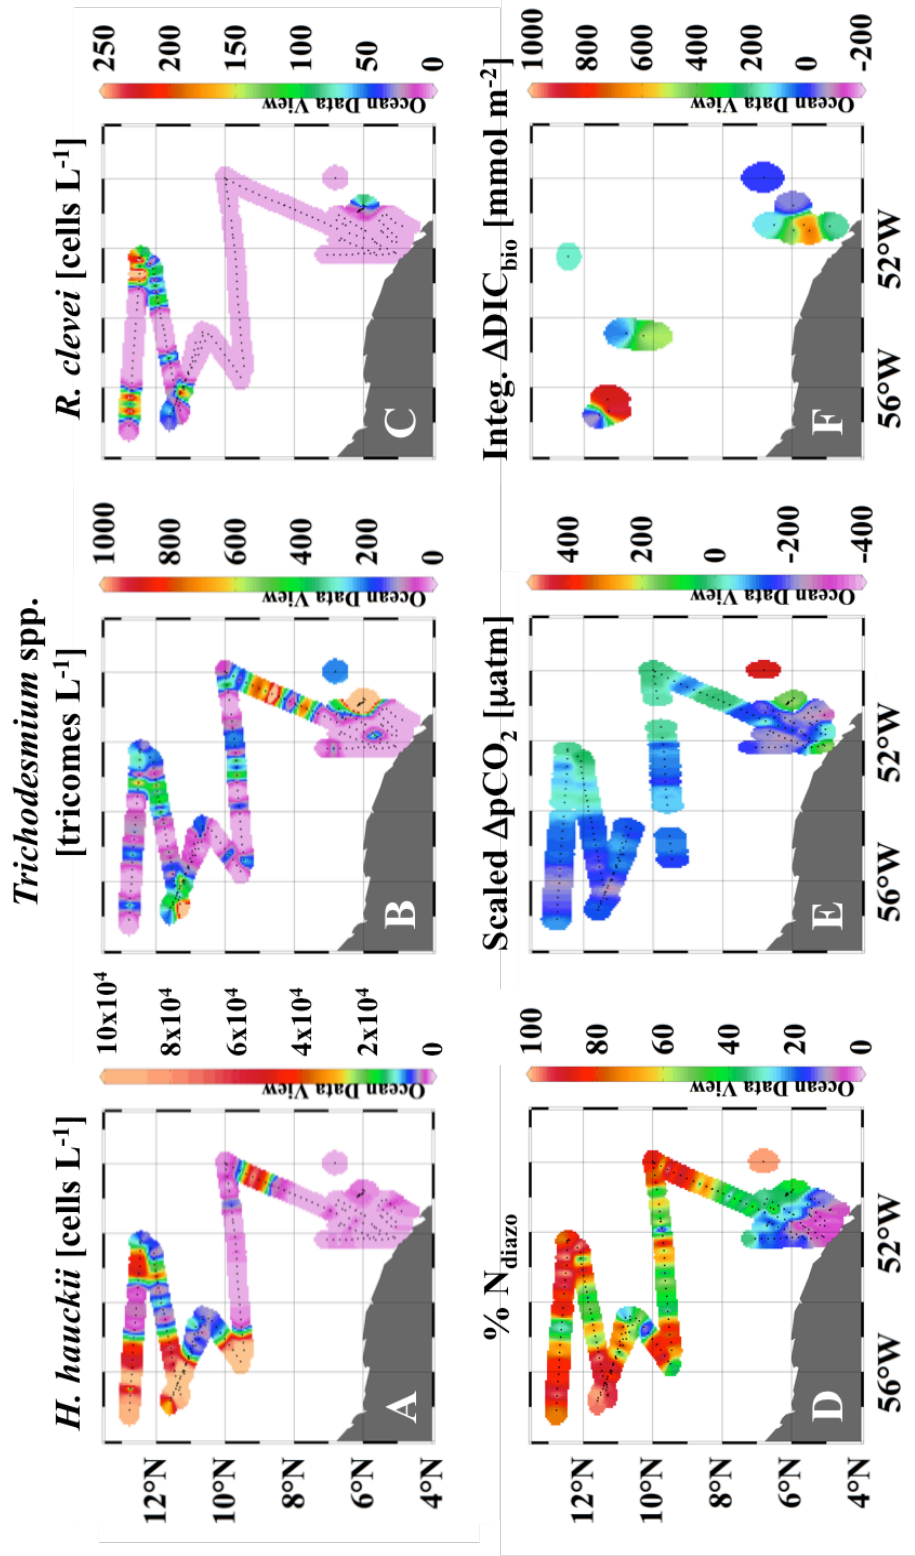 H. hauckii [cells L-1]
Trichodesmium spp.
[tricomes L-1]
R. clevei [cells L-1]
12°N
10°N
8°N
6°N
4°N
A
Ocean Data View
10x10⁴
8x10⁴
6x10⁴
4x10⁴
2x10⁴
0
B
Ocean Data View
1000
800
600
400
200
0
C
Ocean Data View
250
200
150
100
50
0
% Ndiazo
Scaled ΔpCO2 [µatm]
Integ. ΔDICbio [mmol m-2]
12°N
10°N
8°N
6°N
4°N
D
56°W
52°W
Ocean Data View
100
80
60
40
20
0
E
56°W
52°W
Ocean Data View
400
200
0
-200
-400
F
56°W
52°W
Ocean Data View
1000
800
600
400
200
0
-200